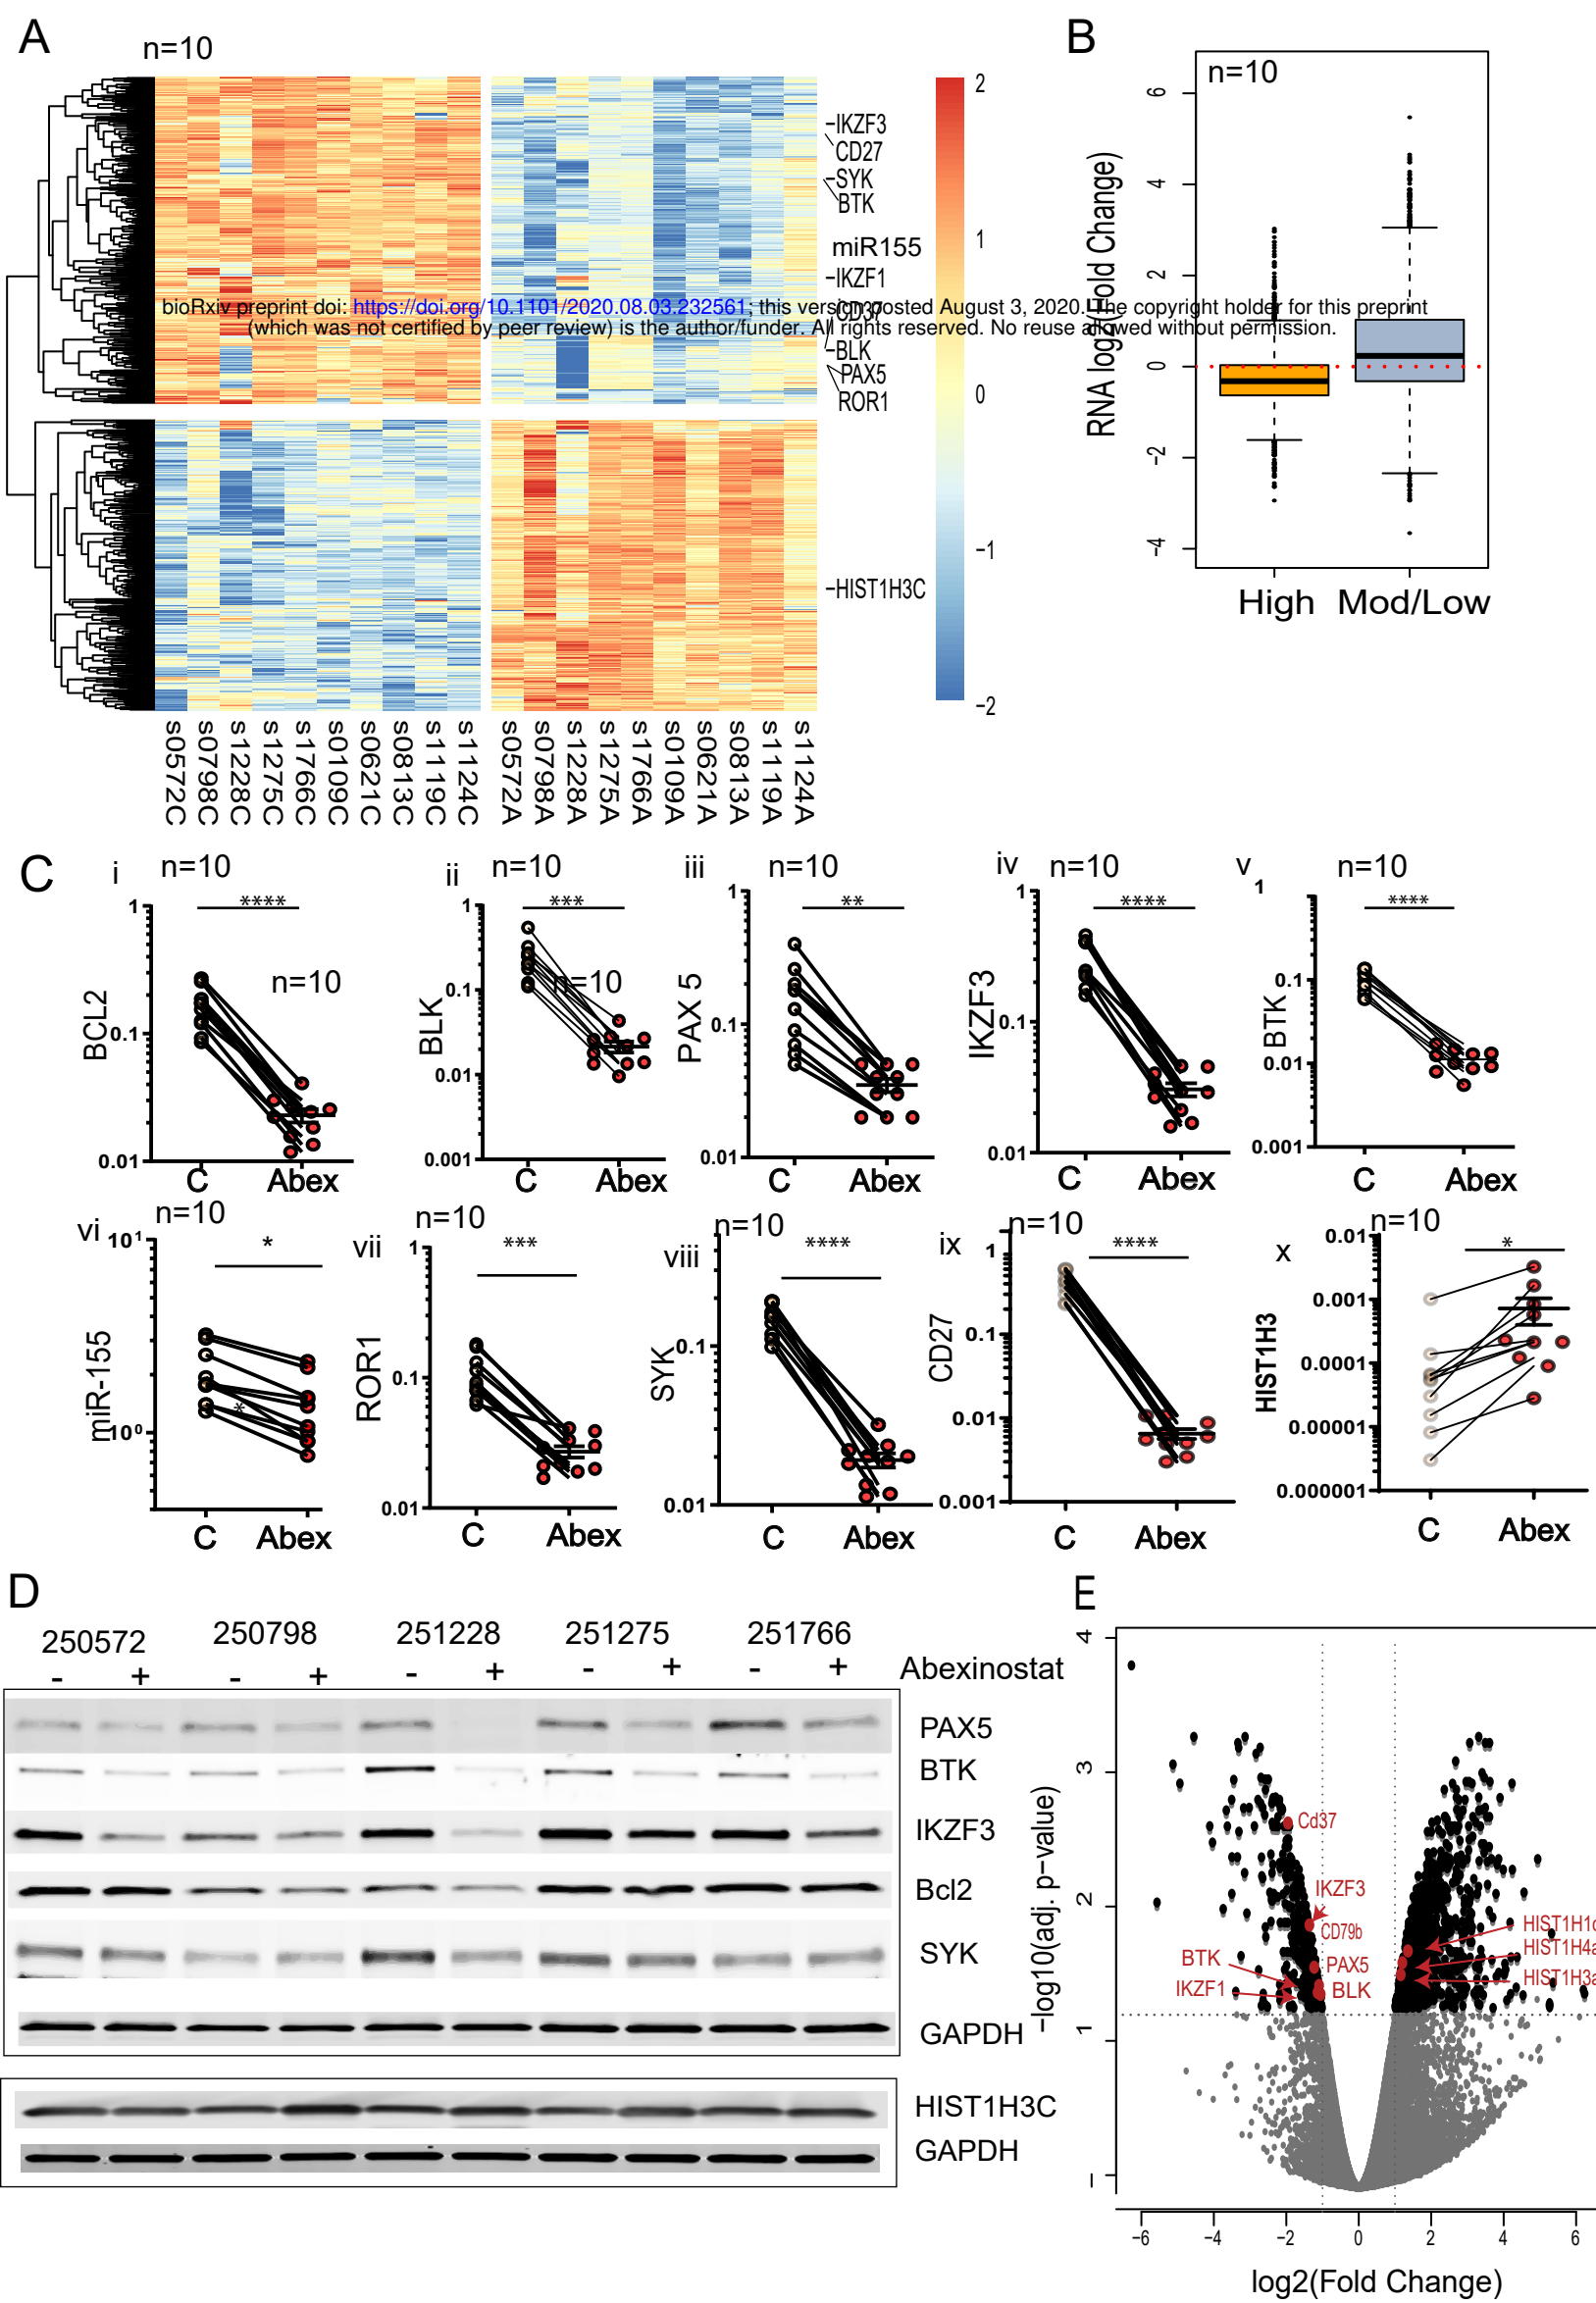 A
n=10
IKZF3
CD27
SYK
BTK
miR155
IKZF1
CD37
BLK
PAX5
ROR1
HIST1H3C
2
1
0
−1
−2
s0572C s0798C s1228C s1275C s1766C s0109C s0621C s0813C s1119C s1124C
s0572A s0798A s1228A s1275A s1766A s0109A s0621A s0813A s1119A s1124A
B
n=10
RNA log2(Fold Change)
6
4
2
0
−2
−4
High Mod/Low
bioRxiv preprint doi: https://doi.org/10.1101/2020.08.03.232561; this version posted August 3, 2020. The copyright holder for this preprint
(which was not certified by peer review) is the author/funder. All rights reserved. No reuse allowed without permission.
C
i
n=10
****
BCL2
1
0.1
0.01
n=10
C Abex
ii
n=10
***
BLK
1
0.1
0.01
0.001
n=10
C Abex
iii
n=10
**
PAX 5
1
0.1
0.01
C Abex
iv
n=10
****
IKZF3
1
0.1
0.01
C Abex
v
n=10
****
BTK
1
0.1
0.01
0.001
C Abex
vi
n=10
*
miR-155
10¹
10⁰
*
C Abex
vii
n=10
***
ROR1
1
0.1
0.01
C Abex
viii
n=10
****
SYK
0.1
0.01
C Abex
ix
n=10
****
CD27
1
0.1
0.01
0.001
C Abex
x
n=10
*
HIST1H3
0.01
0.001
0.0001
0.00001
0.000001
C Abex
D
250572 250798 251228 251275 251766
- + - + - + - + - + Abexinostat
PAX5
BTK
IKZF3
Bcl2
SYK
GAPDH
HIST1H3C
GAPDH
E
−log10(adj. p−value)
4
3
2
1
Cd37
IKZF3
CD79b
BTK
PAX5
IKZF1
BLK
HIST1H1c
HIST1H4a
HIST1H3a
−6 −4 −2 0 2 4 6
log2(Fold Change)